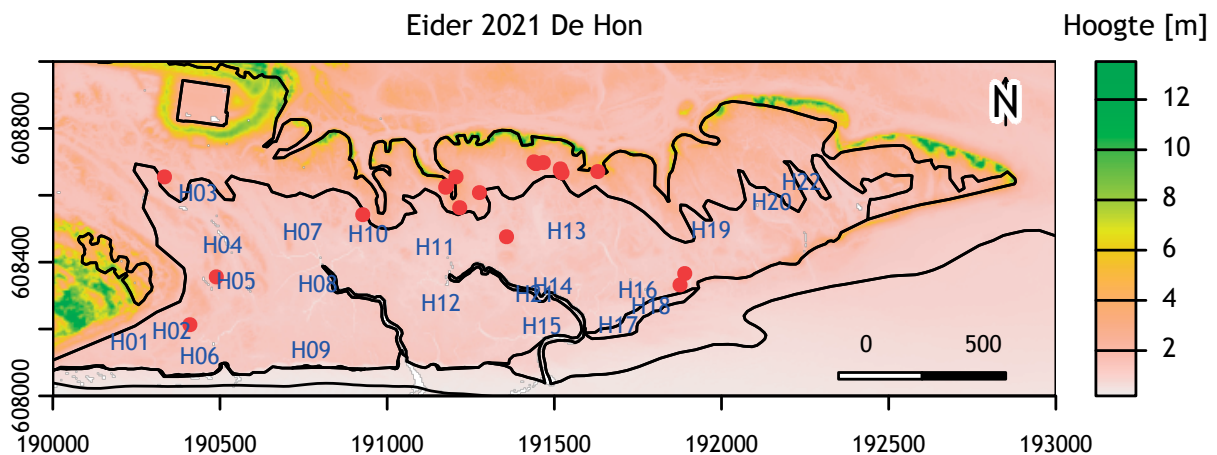 Eider 2021 De Hon
Hoogte [m]
N
12
10
8
6
4
2
608800
608400
608000
H03
H22
H20
H04
H07
H10
H11
H13
H19
H05
H08
H12
H14
H16
H18
H01
H02
H06
H09
H15
H17
0 500
190000 190500 191000 191500 192000 192500 193000